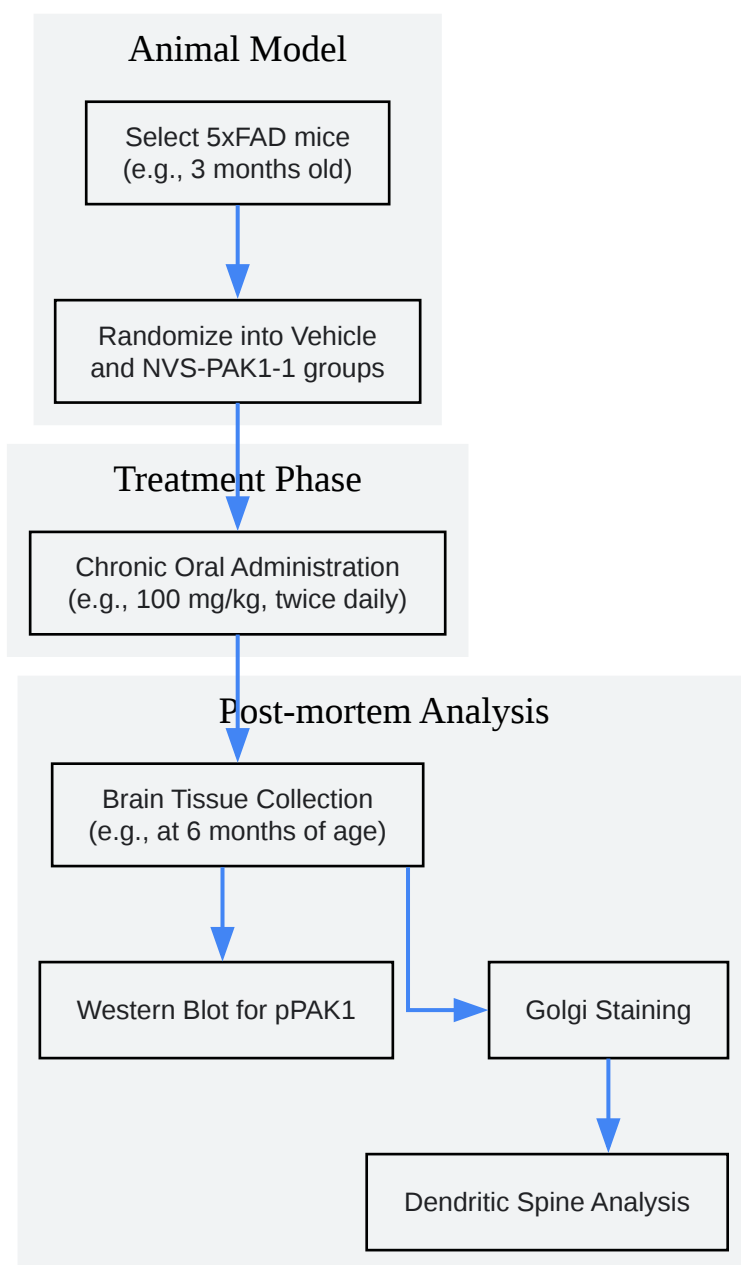 Animal Model
Select 5xFAD mice
(e.g., 3 months old)
Randomize into Vehicle
and NVS-PAK1-1 groups
Treatment Phase
Chronic Oral Administration
(e.g., 100 mg/kg, twice daily)
Post-mortem Analysis
Brain Tissue Collection
(e.g., at 6 months of age)
Western Blot for pPAK1
Golgi Staining
Dendritic Spine Analysis